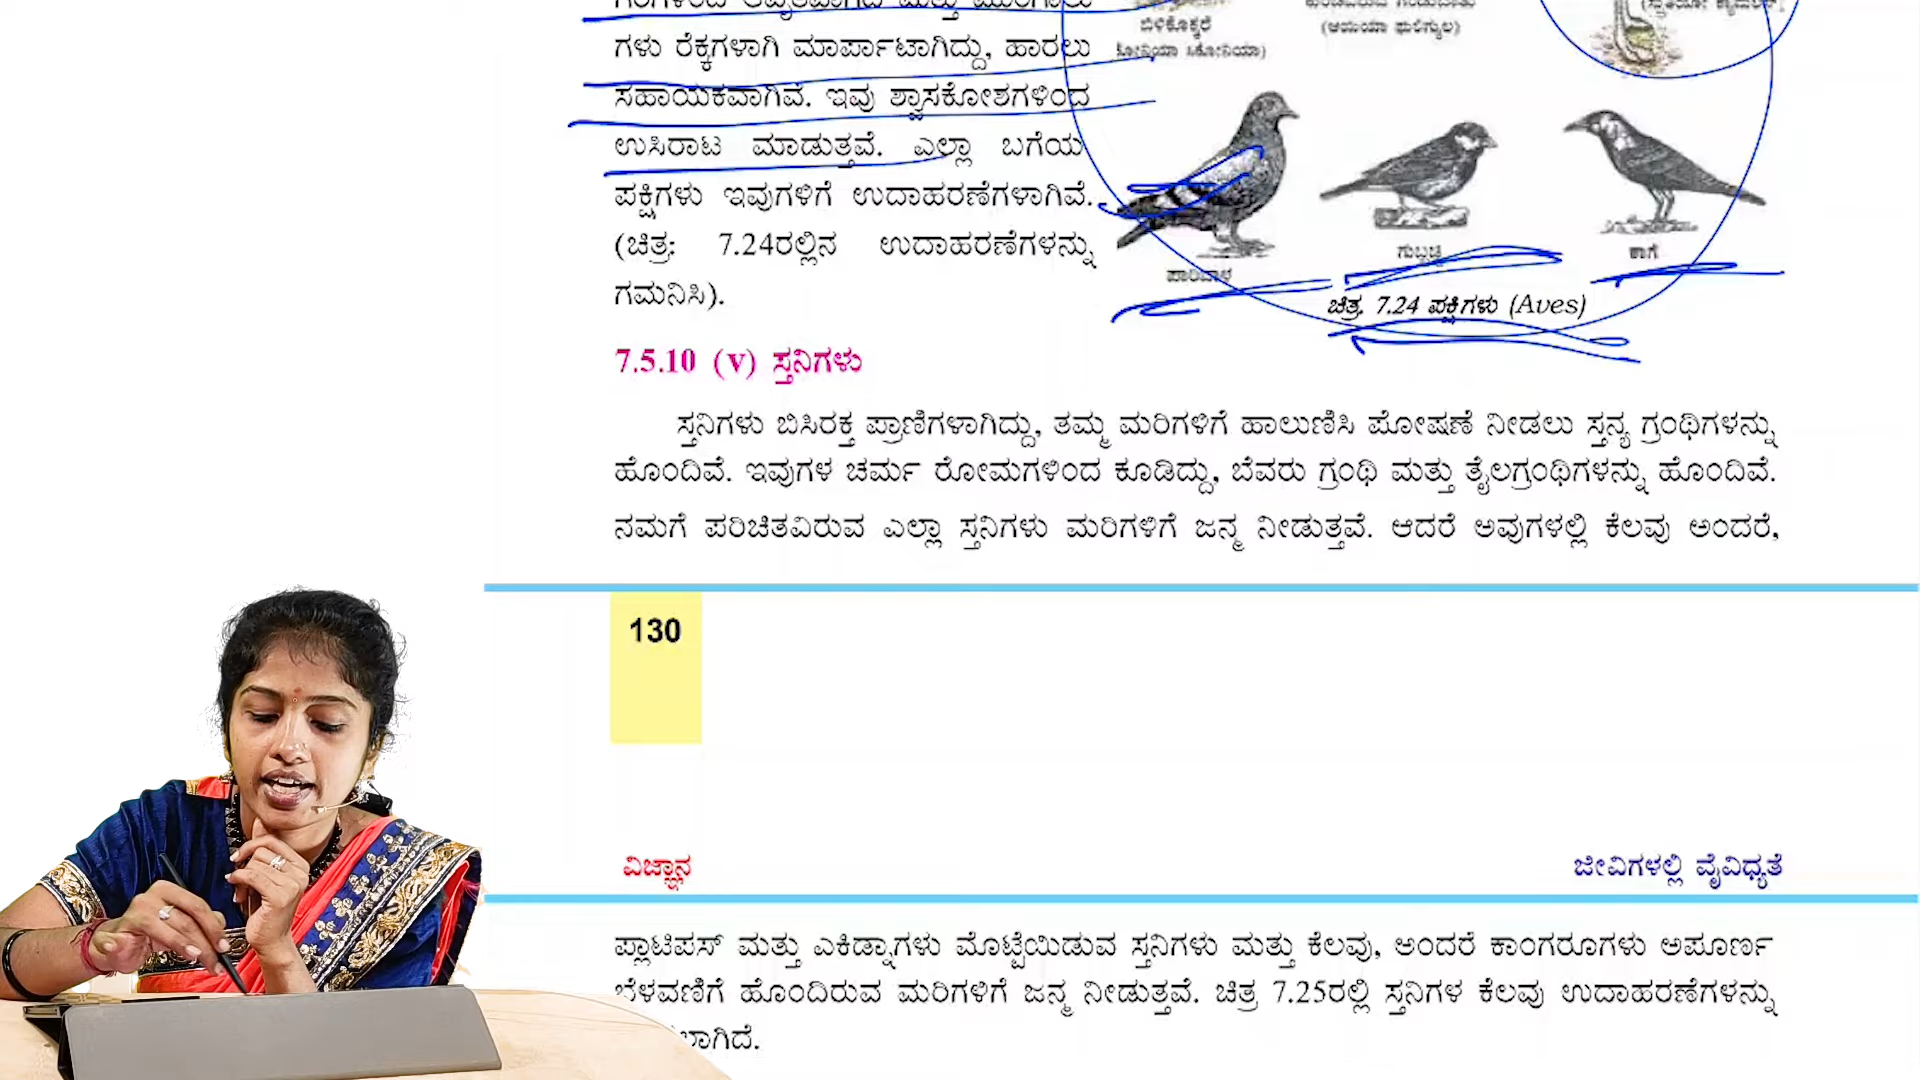 ಗಳು ರೆಕ್ಕೆಗಳಾಗಿ ಮಾರ್ಪಾಟಾಗಿದ್ದು, ಹಾರಲು
ಸಹಾಯಕವಾಗಿವೆ. ಇವು ಶ್ವಾಸಕೋಶಗಳಿಂದ
ಉಸಿರಾಟ ಮಾಡುತ್ತವೆ. ಎಲ್ಲಾ ಬಗೆಯ
ಪಕ್ಷಿಗಳು ಇವುಗಳಿಗೆ ಉದಾಹರಣೆಗಳಾಗಿವೆ.
(ಚಿತ್ರ: 7.24ರಲ್ಲಿನ ಉದಾಹರಣೆಗಳನ್ನು
ಗಮನಿಸಿ).
ಬಿಳಿಕೊಕ್ಕರೆ
ಪಾರಿವಾಳ
ಗುಬ್ಬಚ್ಚಿ
ಕಾಗೆ
ಚಿತ್ರ 7.24 ಪಕ್ಷಿಗಳು (Aves)
7.5.10 (v) ಸ್ತನಿಗಳು
ಸ್ತನಿಗಳು ಬಿಸಿರಕ್ತ ಪ್ರಾಣಿಗಳಾಗಿದ್ದು, ತಮ್ಮ ಮರಿಗಳಿಗೆ ಹಾಲುಣಿಸಿ ಪೋಷಣೆ ನೀಡಲು ಸ್ತನ್ಯ ಗ್ರಂಥಿಗಳನ್ನು
ಹೊಂದಿವೆ. ಇವುಗಳ ಚರ್ಮ ರೋಮಗಳಿಂದ ಕೂಡಿದ್ದು, ಬೆವರು ಗ್ರಂಥಿ ಮತ್ತು ತೈಲಗ್ರಂಥಿಗಳನ್ನು ಹೊಂದಿವೆ.
ನಮಗೆ ಪರಿಚಿತವಿರುವ ಎಲ್ಲಾ ಸ್ತನಿಗಳು ಮರಿಗಳಿಗೆ ಜನ್ಮ ನೀಡುತ್ತವೆ. ಆದರೆ ಅವುಗಳಲ್ಲಿ ಕೆಲವು ಅಂದರೆ,
130
ವಿಜ್ಞಾನ
ಜೀವಿಗಳಲ್ಲಿ ವೈವಿಧ್ಯತೆ
ಪ್ಲಾಟಿಪಸ್ ಮತ್ತು ಎಕಿಡ್ನಾಗಳು ಮೊಟ್ಟೆಯಿಡುವ ಸ್ತನಿಗಳು ಮತ್ತು ಕೆಲವು, ಅಂದರೆ ಕಾಂಗರೂಗಳು ಅಪೂರ್ಣ
ಬೆಳವಣಿಗೆ ಹೊಂದಿರುವ ಮರಿಗಳಿಗೆ ಜನ್ಮ ನೀಡುತ್ತವೆ. ಚಿತ್ರ 7.25ರಲ್ಲಿ ಸ್ತನಿಗಳ ಕೆಲವು ಉದಾಹರಣೆಗಳನ್ನು